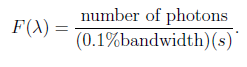 F(λ) = number of photons / (0.1%bandwidth)(s) .